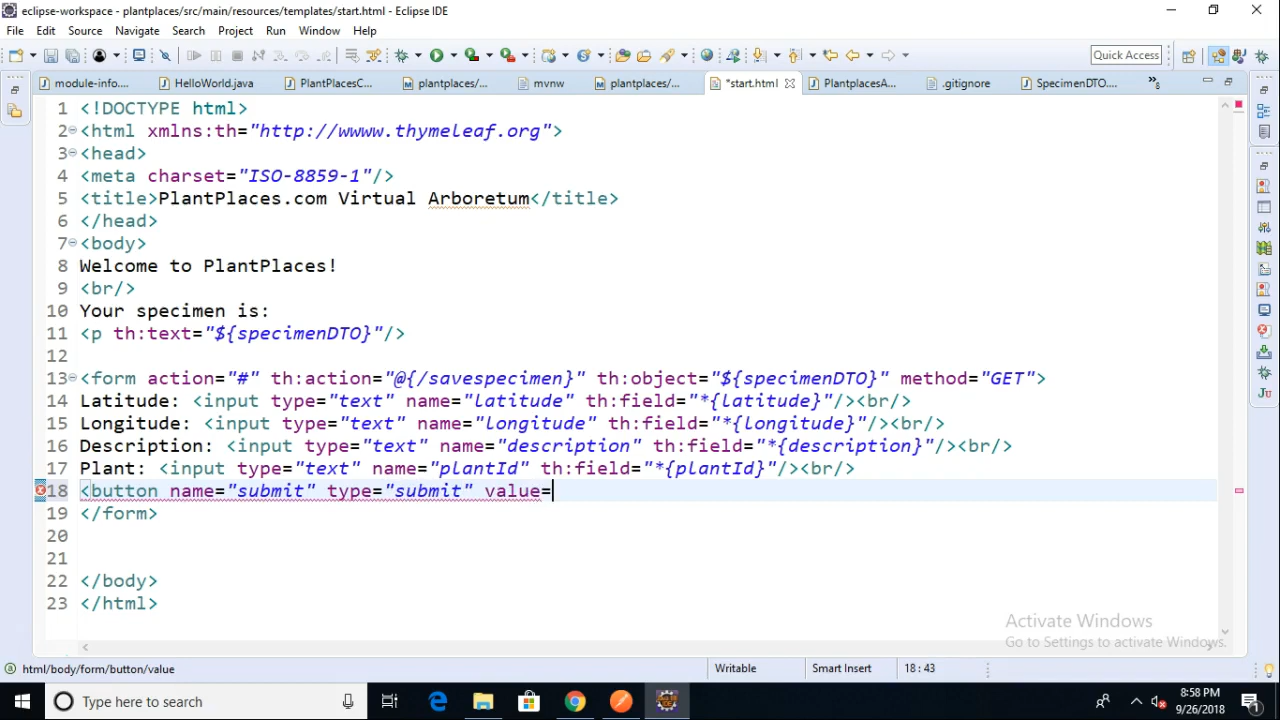 eclipse-workspace - plantplaces/src/main/resources/templates/start.html - Eclipse IDE
File Edit Source Navigate Search Project Run Window Help
Quick Access
module-info.... HelloWorld.java PlantPlacesC... plantplaces/... mvnw plantplaces/... *start.html PlantplacesA... .gitignore SpecimenDTO.... »8
1 <!DOCTYPE html>
2 <html xmlns:th="http://wwww.thymeleaf.org">
3 <head>
4 <meta charset="ISO-8859-1"/>
5 <title>PlantPlaces.com Virtual Arboretum</title>
6 </head>
7 <body>
8 Welcome to PlantPlaces!
9 <br/>
10 Your specimen is:
11 <p th:text="${specimenDTO}"/>
12
13 <form action="#" th:action="@{/savespecimen}" th:object="${specimenDTO}" method="GET">
14 Latitude: <input type="text" name="latitude" th:field="*{latitude}"/><br/>
15 Longitude: <input type="text" name="longitude" th:field="*{longitude}"/><br/>
16 Description: <input type="text" name="description" th:field="*{description}"/><br/>
17 Plant: <input type="text" name="plantId" th:field="*{plantId}"/><br/>
18 <button name="submit" type="submit" value=
19 </form>
20
21
22 </body>
23 </html>
Activate Windows
Go to Settings to activate Windows.
html/body/form/button/value Writable Smart Insert 18 : 43
Type here to search
8:58 PM
9/26/2018